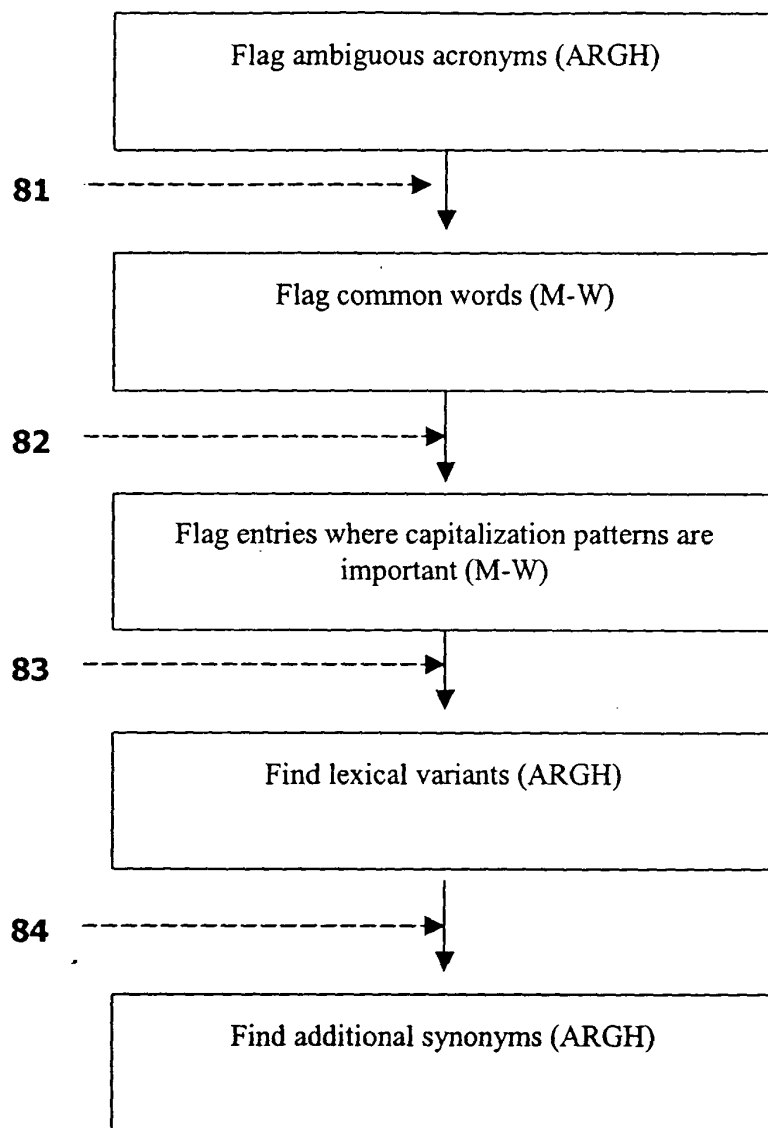 Flag ambiguous acronyms (ARGH)
81
Flag common words (M-W)
82
Flag entries where capitalization patterns are
important (M-W)
83
Find lexical variants (ARGH)
84
Find additional synonyms (ARGH)